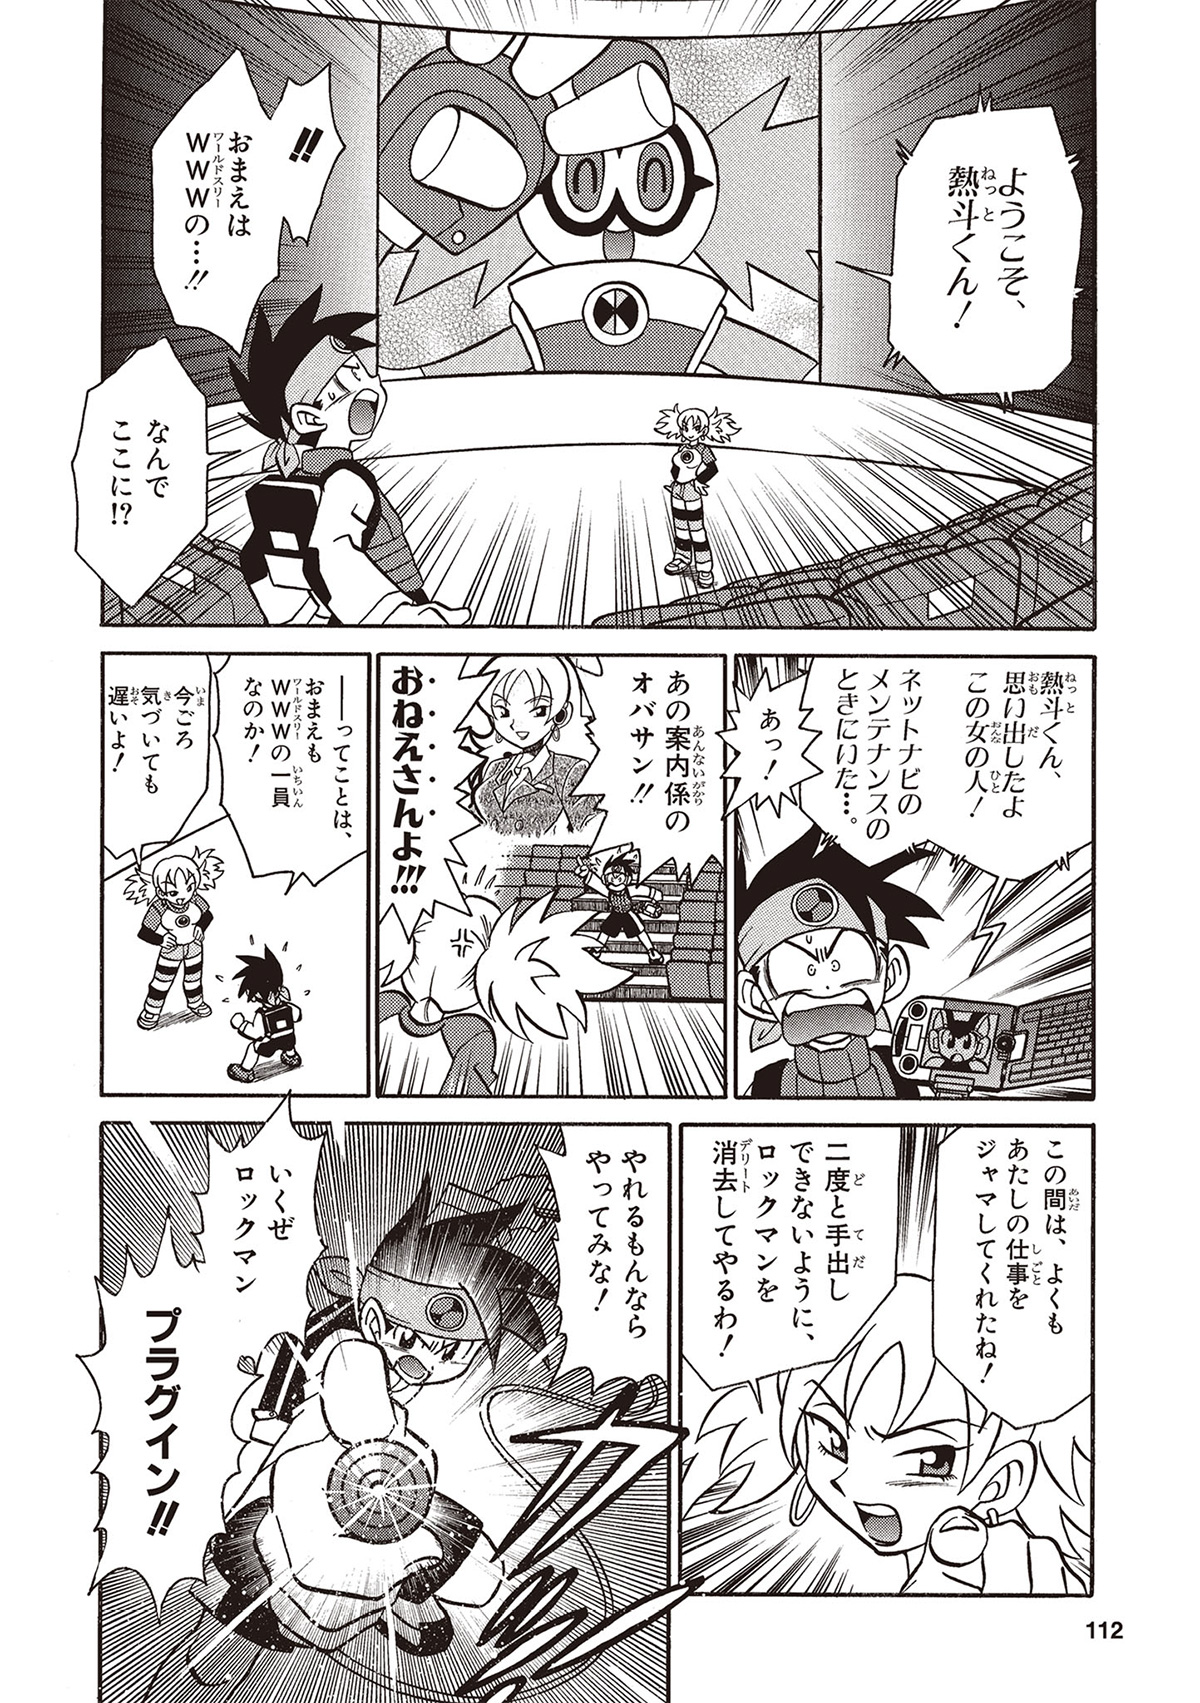 ようこそ、
熱斗くん！
!!
おまえは
WWWの…!!
なんで
ここに!?
熱斗くん、
思い出したよ
この女の人！
ネットナビの
メンテナンスの
ときにいた…。
あっ！
あの案内係の
オバサン!!
おねえさんよ!!!
――ってことは、
おまえも
WWWの一員
なのか！
今ごろ
気づいても
遅いよ！
この間は、よくも
あたしの仕事を
ジャマしてくれたね！
二度と手出し
できないように、
ロックマンを
消去してやるわ！
やれるもんなら
やってみな！
カッ
いくぜ
ロックマン
プラグイン!!
112